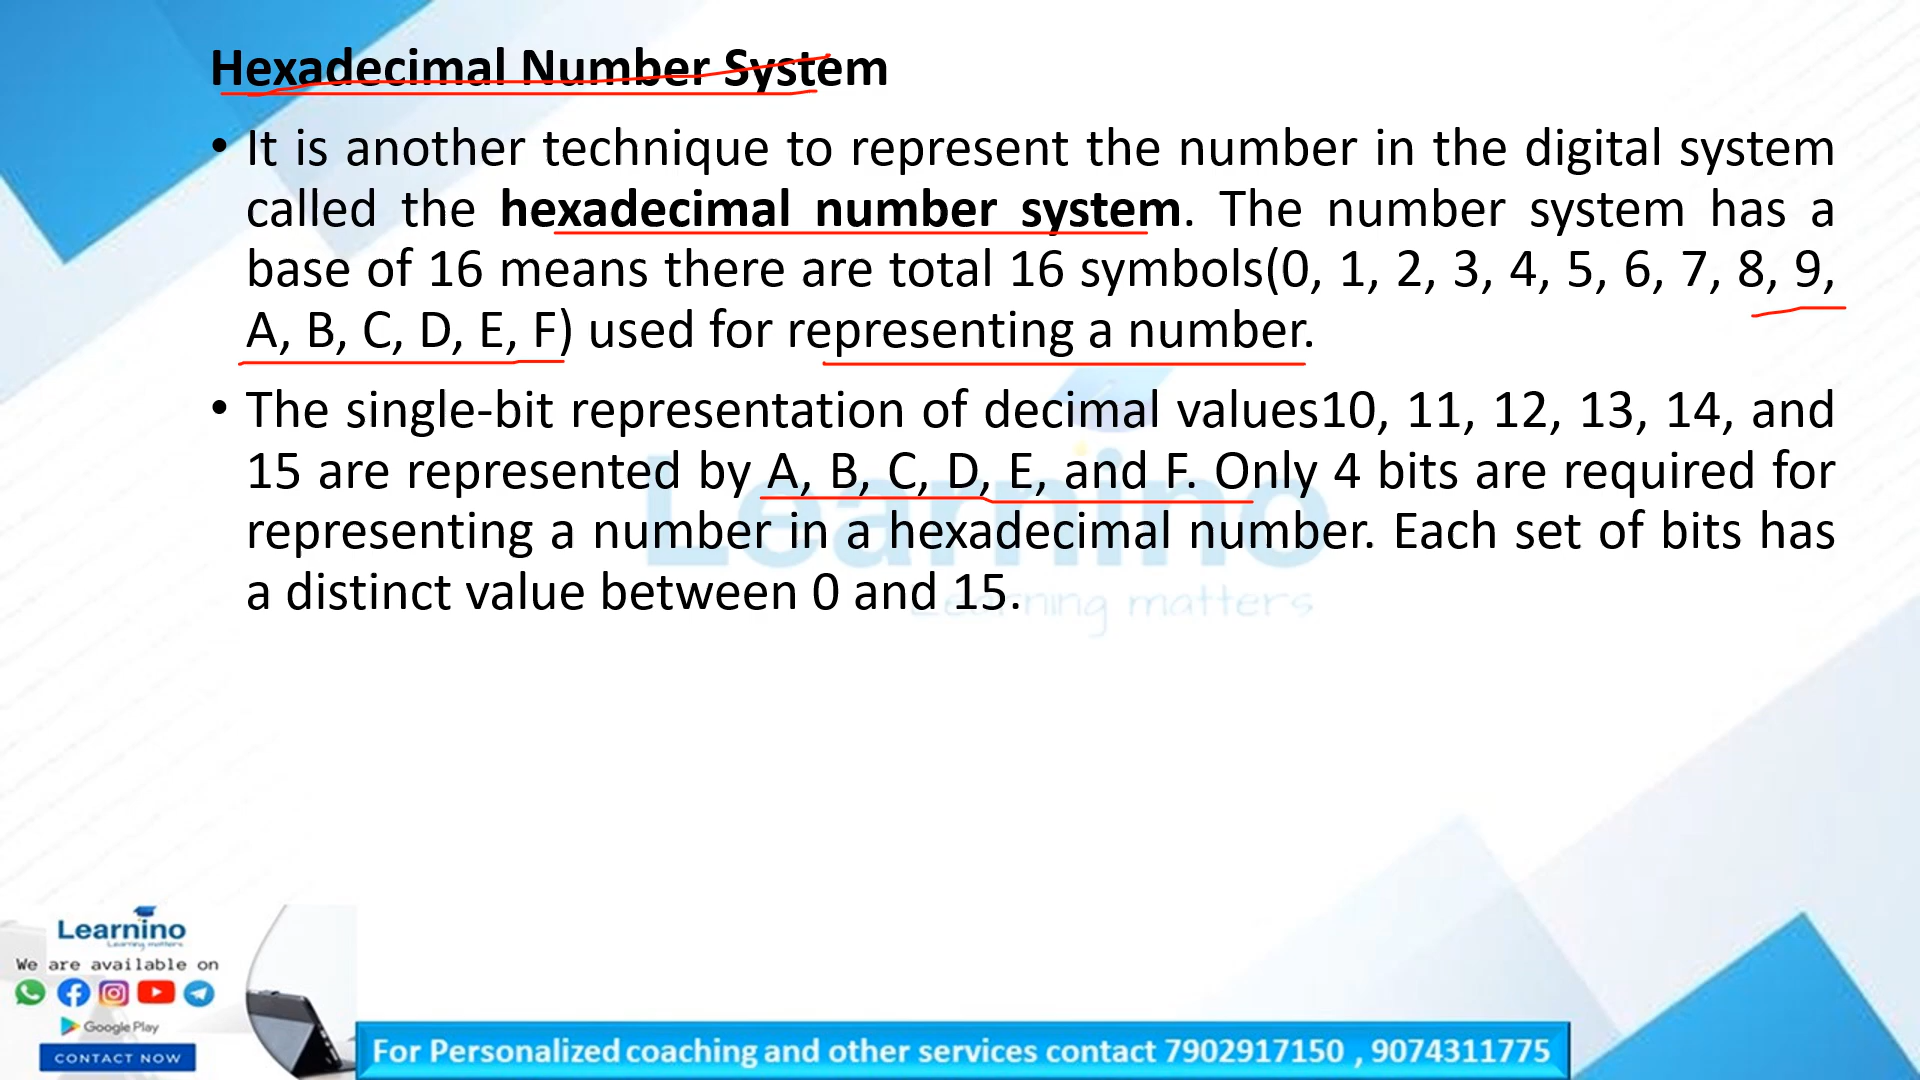 Hexadecimal Number System
• It is another technique to represent the number in the digital system
called the hexadecimal number system. The number system has a
base of 16 means there are total 16 symbols(0, 1, 2, 3, 4, 5, 6, 7, 8, 9,
A, B, C, D, E, F) used for representing a number.
• The single-bit representation of decimal values10, 11, 12, 13, 14, and
15 are represented by A, B, C, D, E, and F. Only 4 bits are required for
representing a number in a hexadecimal number. Each set of bits has
a distinct value between 0 and 15.
Learnino
Learning matters
Learnino
Learning matters
We are available on
Google Play
CONTACT NOW
For Personalized coaching and other services contact 7902917150 , 9074311775